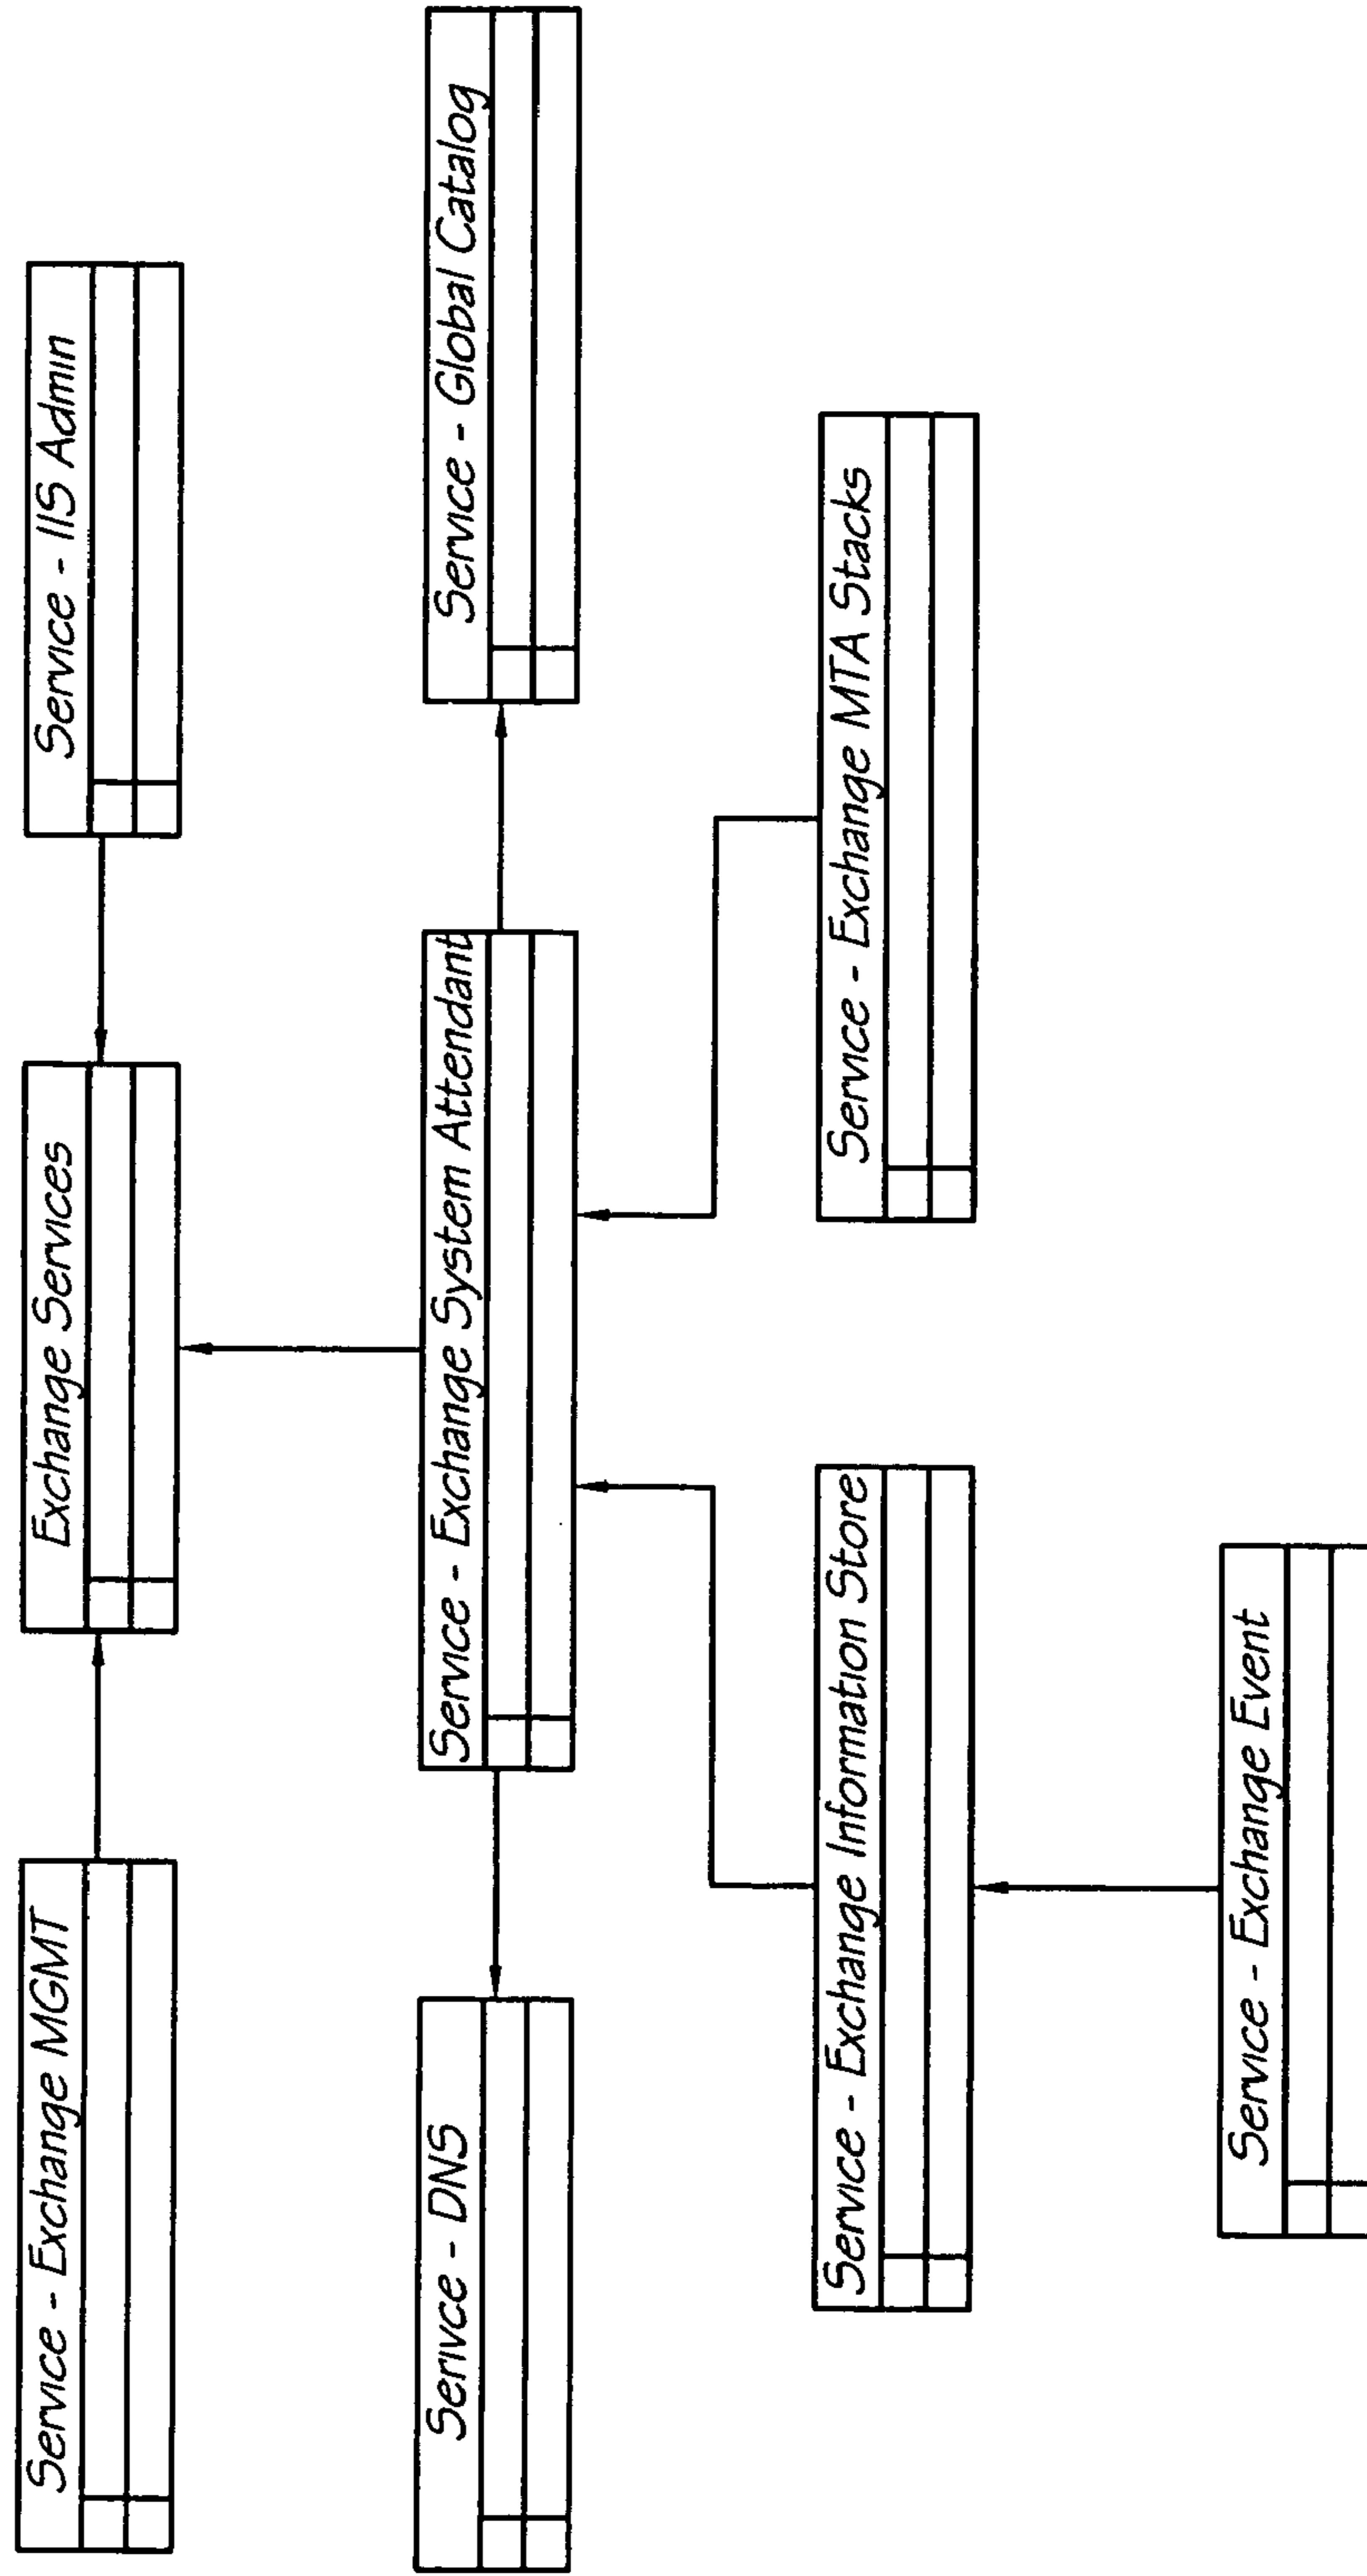 Service - Exchange MGMT
Exchange Services
Service - IIS Admin
Serivce - DNS
Service - Exchange System Attendant
Service - Global Catalog
Service - Exchange Information Store
Service - Exchange MTA Stacks
Service - Exchange Event